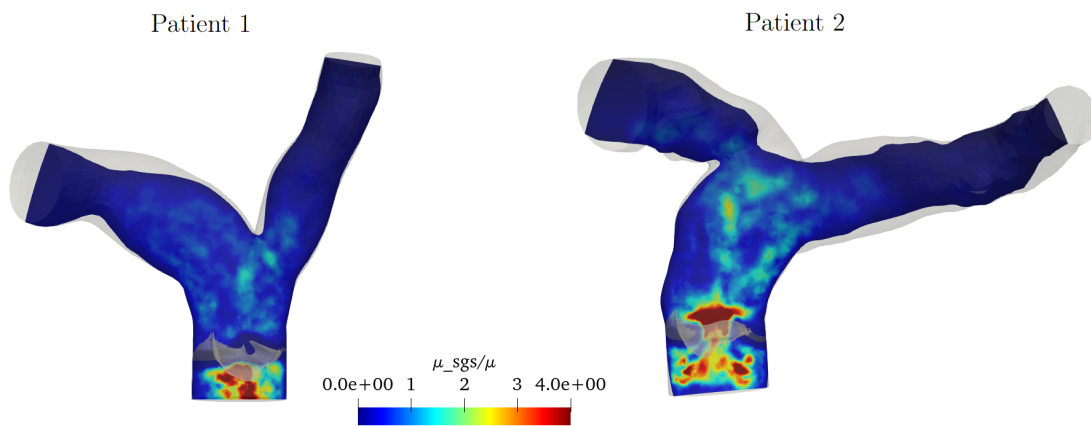 Patient 1
Patient 2
μ_sgs/μ
0.0e+00 1 2 3 4.0e+00